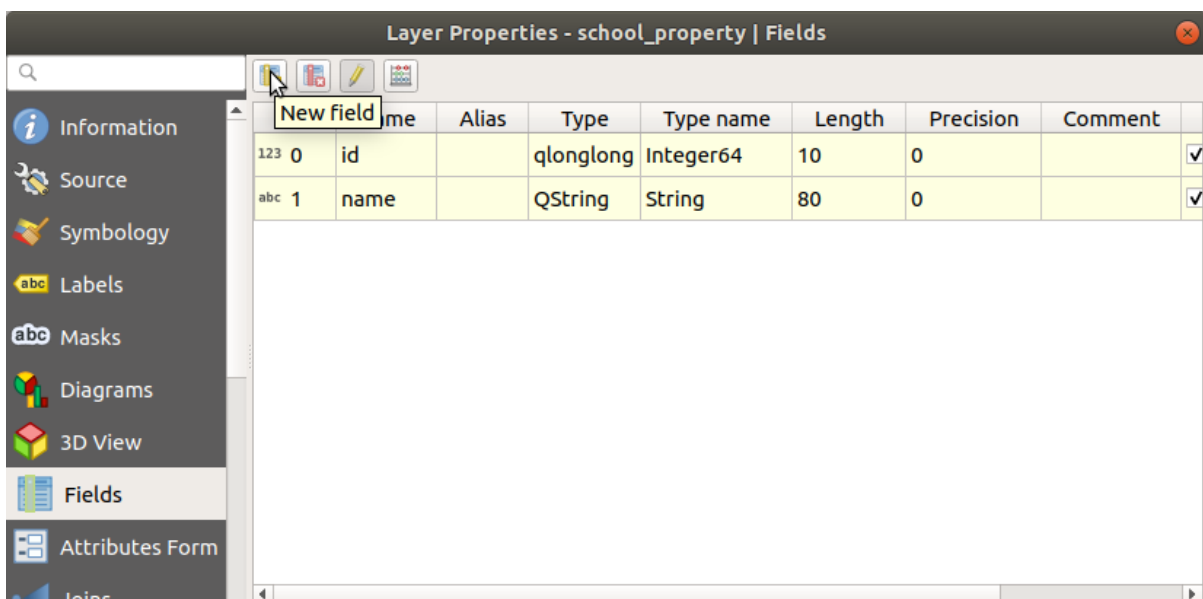 Layer Properties - school_property | Fields
New field
me Alias Type Type name Length Precision Comment
123 0 id qlonglong Integer64 10 0
abc 1 name QString String 80 0
Information
Source
Symbology
abc Labels
abc Masks
Diagrams
3D View
Fields
Attributes Form
Joins